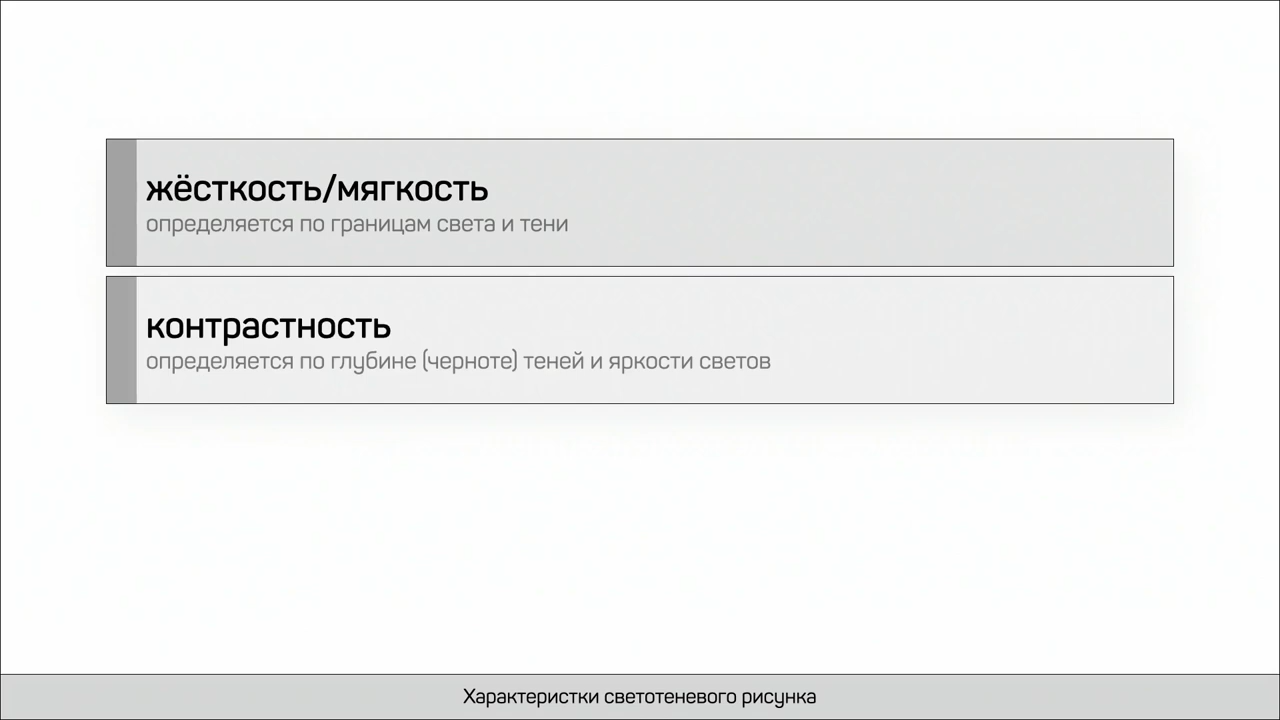 жёсткость/мягкость
определяется по границам света и тени
контрастность
определяется по глубине (черноте) теней и яркости светов
Характеристки светотеневого рисунка